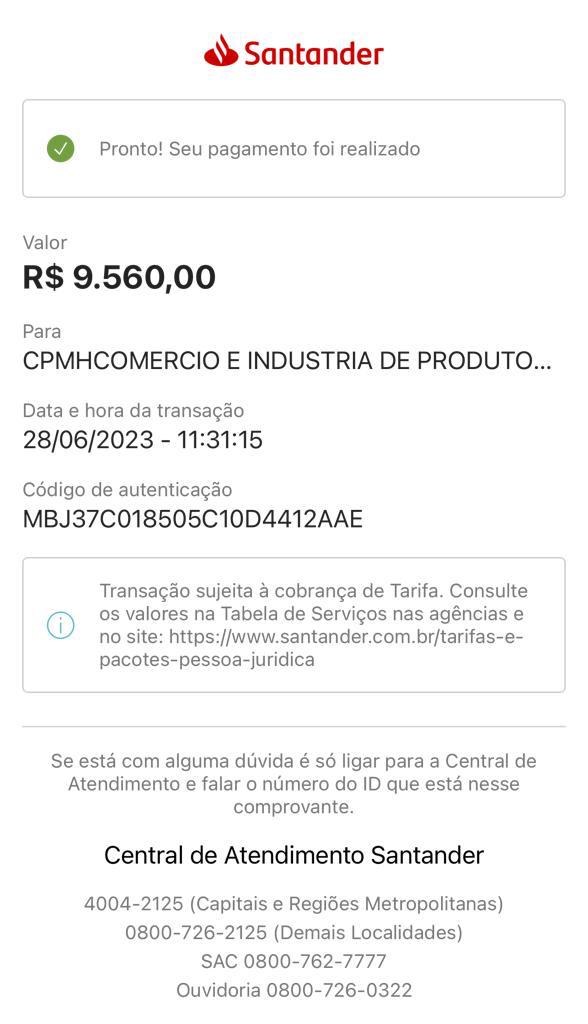 Santander
Pronto! Seu pagamento foi realizado
Valor
R$ 9.560,00
Para
CPMHCOMERCIO E INDUSTRIA DE PRODUTO...
Data e hora da transação
28/06/2023 - 11:31:15
Código de autenticação
MBJ37C018505C10D4412AAE
Transação sujeita à cobrança de Tarifa. Consulte
os valores na Tabela de Serviços nas agências e
no site: https://www.santander.com.br/tarifas-e-
pacotes-pessoa-juridica
Se está com alguma dúvida é só ligar para a Central de
Atendimento e falar o número do ID que está nesse
comprovante.
Central de Atendimento Santander
4004-2125 (Capitais e Regiões Metropolitanas)
0800-726-2125 (Demais Localidades)
SAC 0800-762-7777
Ouvidoria 0800-726-0322